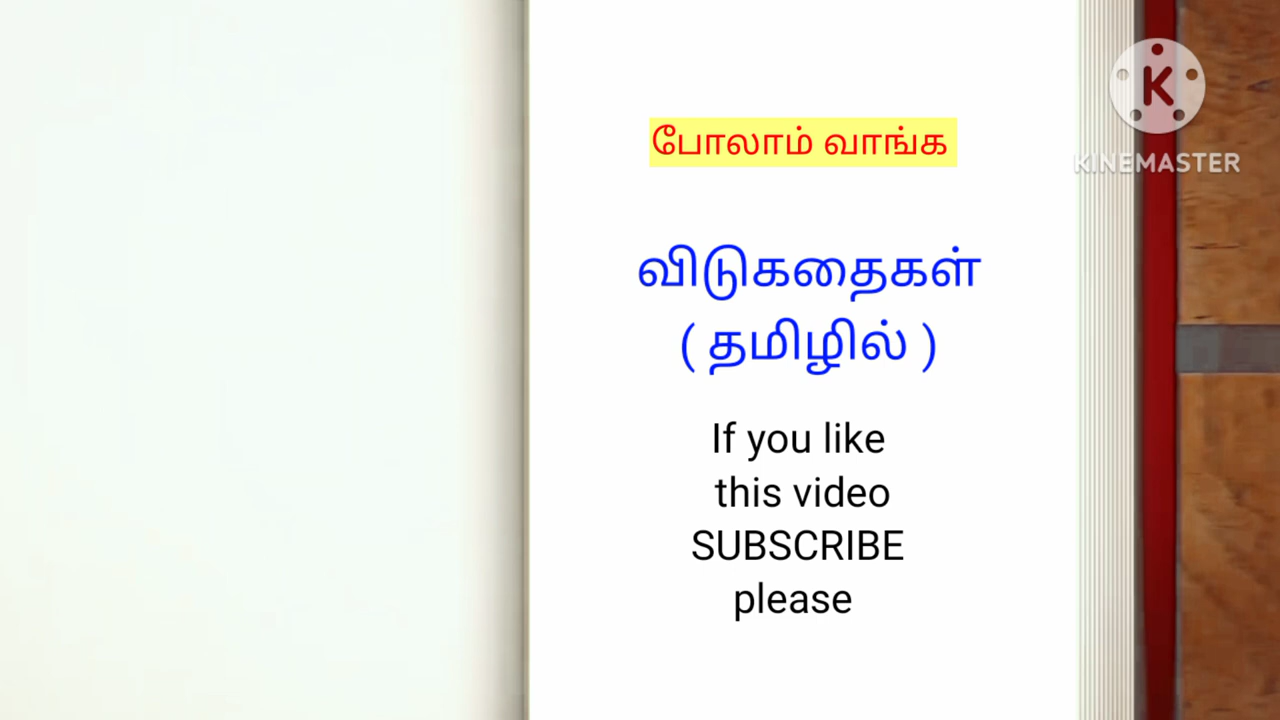 போலாம் வாங்க
விடுகதைகள்
( தமிழில் )
If you like
this video
SUBSCRIBE
please
K
KINEMASTER